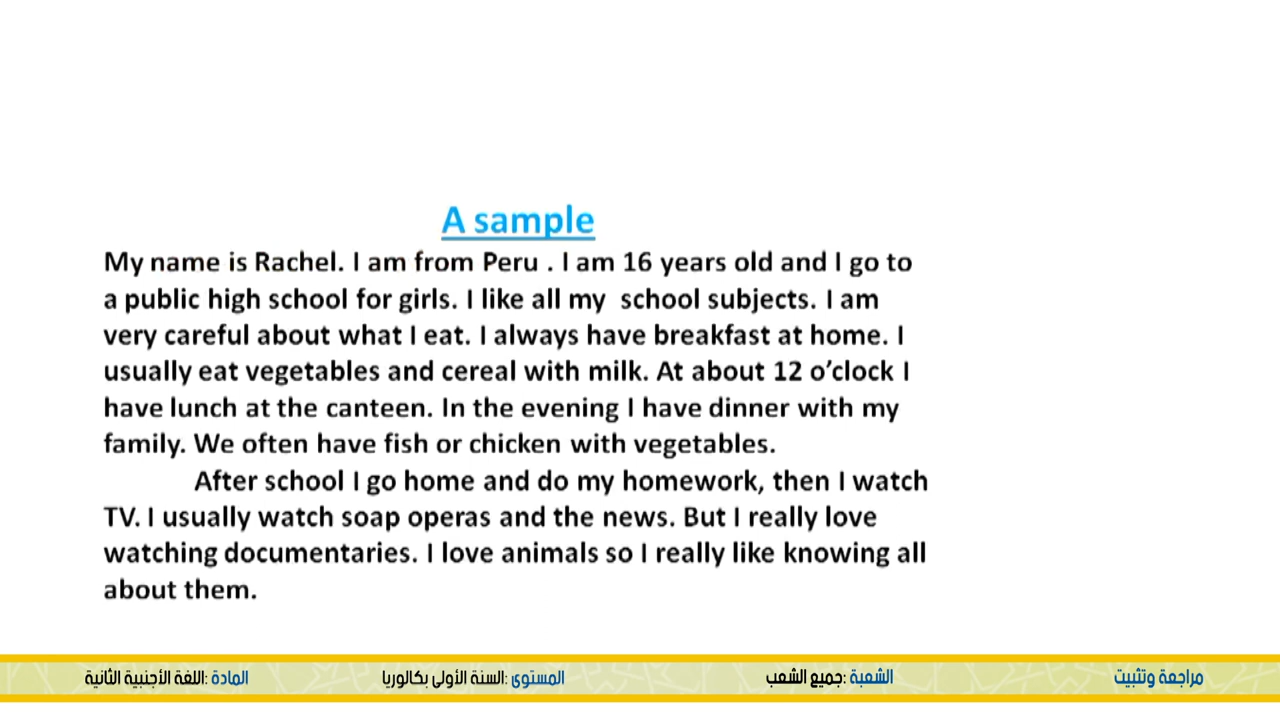 A sample
My name is Rachel. I am from Peru . I am 16 years old and I go to
a public high school for girls. I like all my  school subjects. I am
very careful about what I eat. I always have breakfast at home. I
usually eat vegetables and cereal with milk. At about 12 o’clock I
have lunch at the canteen. In the evening I have dinner with my
family. We often have fish or chicken with vegetables.
After school I go home and do my homework, then I watch
TV. I usually watch soap operas and the news. But I really love
watching documentaries. I love animals so I really like knowing all
about them.
مراجعة وتثبيت الشعبة :جميع الشعب المستوى :السنة الأولى بكالوريا المادة :اللغة الأجنبية الثانية